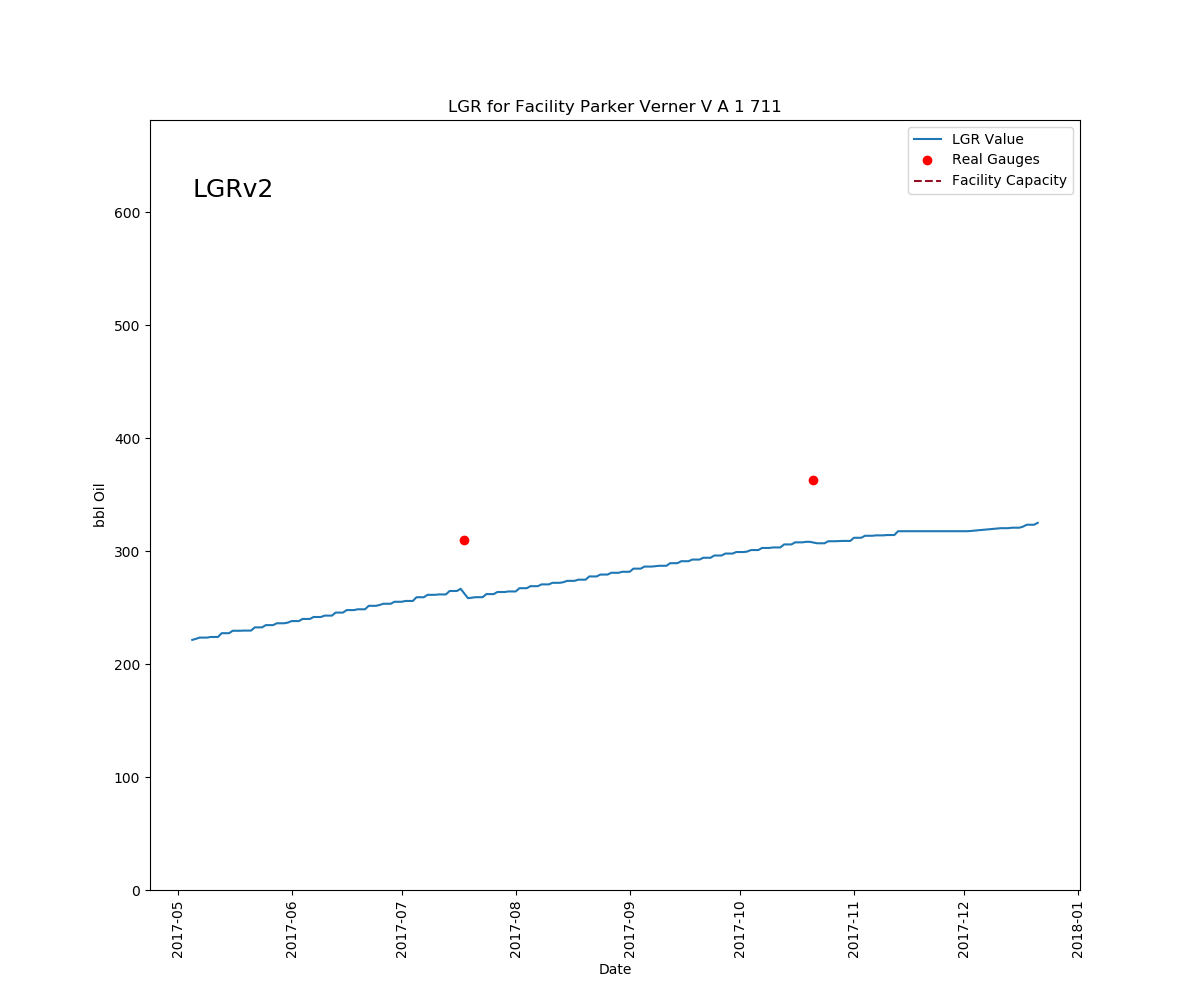 LGR for Facility Parker Verner V A 1 711
LGRv2
LGR Value
Real Gauges
Facility Capacity
600
500
400
300
200
100
0
bbl Oil
2017-05
2017-06
2017-07
2017-08
2017-09
2017-10
2017-11
2017-12
2018-01
Date